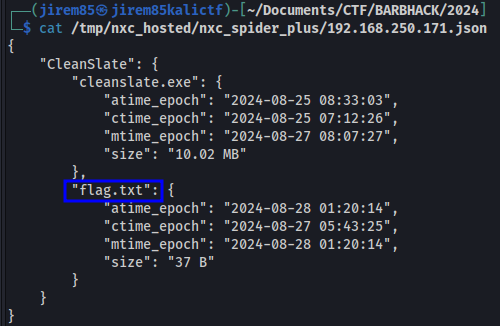 ┌──(jirem85㉿jirem85kalictf)-[~/Documents/CTF/BARBHACK/2024]
└─$ cat /tmp/nxc_hosted/nxc_spider_plus/192.168.250.171.json
{
    "CleanSlate": {
        "cleanslate.exe": {
            "atime_epoch": "2024-08-25 08:33:03",
            "ctime_epoch": "2024-08-25 07:12:26",
            "mtime_epoch": "2024-08-27 08:07:27",
            "size": "10.02 MB"
        },
        "flag.txt": {
            "atime_epoch": "2024-08-28 01:20:14",
            "ctime_epoch": "2024-08-27 05:43:25",
            "mtime_epoch": "2024-08-28 01:20:14",
            "size": "37 B"
        }
    }
}